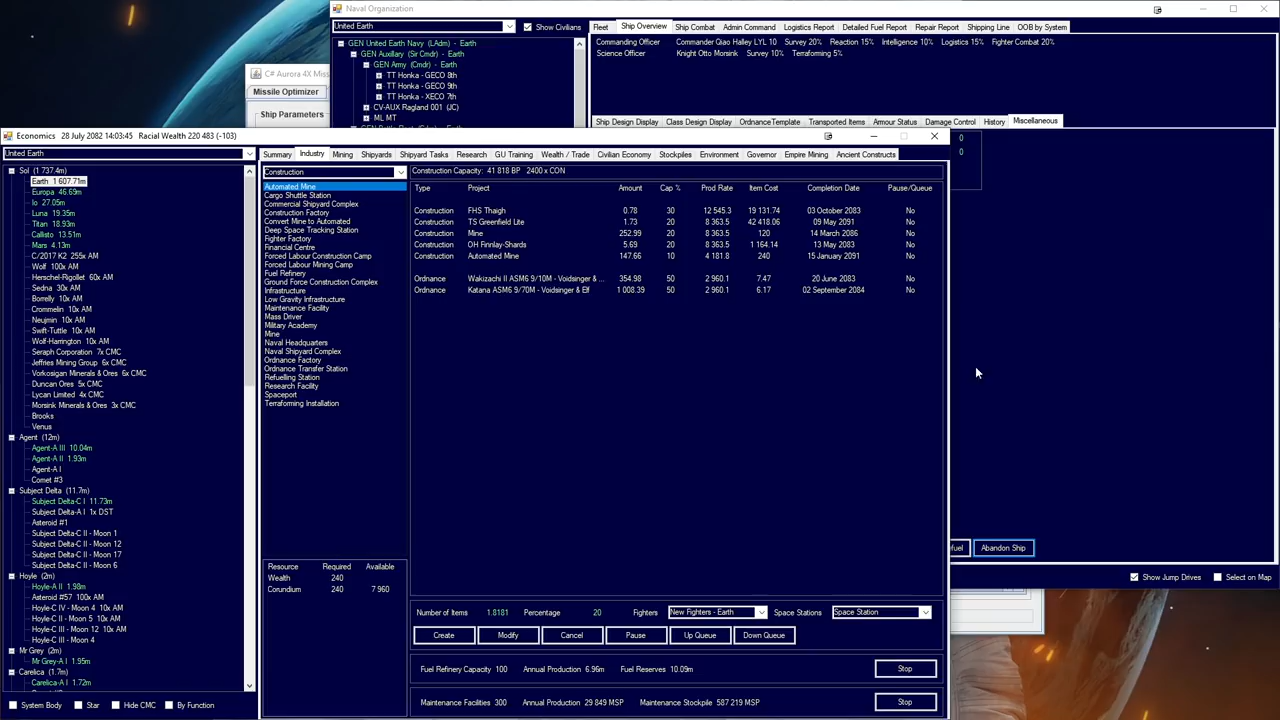 Naval Organization
United Earth
Show Civilians
Fleet Ship Overview Ship Combat Admin Command Logistics Report Detailed Fuel Report Repair Report Shipping Line OOB by System
GEN United Earth Navy (LAdm) - Earth
GEN Auxillary (Sir Cmdr) - Earth
GEN Army (Cmdr) - Earth
TT Honka - GECO 8th
TT Honka - GECO 9th
TT Honka - XECO 7th
CV-AUX Ragland 001 (JC)
ML MT
Commanding Officer Commander Qiao Halley LYL 10 Survey 20% Reaction 15% Intelligence 10% Logistics 15% Fighter Combat 20%
Science Officer Knight Otto Morsink Survey 10% Terraforming 5%
Ship Design Display Class Design Display Ordnance Template Transported Items Armour Status Damage Control History Miscellaneous
C# Aurora 4X Miss
Missile Optimizer
Ship Parameters
0
0
fuel Abandon Ship
Show Jump Drives Select on Map
Economics 28 July 2082 14:03:45 Racial Wealth 220 483 (-103)
United Earth
Summary Industry Mining Shipyards Shipyard Tasks Research GU Training Wealth / Trade Civilian Economy Stockpiles Environment Governor Empire Mining Ancient Constructs
Sol (1 737.4m)
Earth 1 607.71m
Europa 46.69m
Io 27.05m
Luna 19.35m
Titan 18.93m
Callisto 13.51m
Mars 4.13m
C/2017 K2 255x AM
Wolf 100x AM
Herschel-Rigollet 60x AM
Sedna 30x AM
Borrelly 10x AM
Crommelin 10x AM
Neujmin 10x AM
Swift-Tuttle 10x AM
Wolf-Harrington 10x AM
Seraph Corporation 7x CMC
Jeffries Mining Group 6x CMC
Vorkosigan Minerals & Ores 6x CMC
Duncan Ores 5x CMC
Lycan Limited 4x CMC
Morsink Minerals & Ores 3x CMC
Brooks
Venus
Agent (12m)
Agent-A III 10.04m
Agent-A II 1.93m
Agent-A I
Comet #3
Subject Delta (11.7m)
Subject Delta-C I 11.73m
Subject Delta-A I 1x DST
Asteroid #1
Subject Delta-C II - Moon 1
Subject Delta-C II - Moon 12
Subject Delta-C II - Moon 17
Subject Delta-C II - Moon 6
Hoyle (2m)
Hoyle-A II 1.98m
Asteroid #57 100x AM
Hoyle-C IV - Moon 4 10x AM
Hoyle-C II - Moon 5 10x AM
Hoyle-C III - Moon 12 10x AM
Hoyle-C III - Moon 4
Mr Grey (2m)
Mr Grey-A I 1.95m
Carelica (1.7m)
Carelica-A I 1.72m
System Body Star Hide CMC By Function
Construction
Automated Mine
Cargo Shuttle Station
Commercial Shipyard Complex
Construction Factory
Convert Mine to Automated
Deep Space Tracking Station
Fighter Factory
Financial Centre
Forced Labour Construction Camp
Forced Labour Mining Camp
Fuel Refinery
Ground Force Construction Complex
Infrastructure
Low Gravity Infrastructure
Maintenance Facility
Mass Driver
Military Academy
Mine
Naval Headquarters
Naval Shipyard Complex
Ordnance Factory
Ordnance Transfer Station
Refuelling Station
Research Facility
Spaceport
Terraforming Installation
Resource Required Available
Wealth 240
Corundium 240 7 960
Construction Capacity: 41 818 BP 2400 x CON
Type Project Amount Cap % Prod Rate Item Cost Completion Date Pause/Queue
Construction FHS Thaigh 0.78 30 12 545.3 19 131.74 03 October 2083 No
Construction TS Greenfield Lite 1.73 20 8 363.5 42 418.06 09 May 2091 No
Construction Mine 252.99 20 8 363.5 120 14 March 2086 No
Construction OH Finnlay-Shards 5.69 20 8 363.5 1 164.14 13 May 2083 No
Construction Automated Mine 147.66 10 4 181.8 240 15 January 2091 No
Ordnance Wakizachi II ASM6 9/10M - Voidsinger & ... 354.98 50 2 960.1 7.47 20 June 2083 No
Ordnance Katana ASM6 9/70M - Voidsinger & Elf 1 008.39 50 2 960.1 6.17 02 September 2084 No
Number of Items 1.8181 Percentage 20 Fighters New Fighters - Earth Space Stations Space Station
Create Modify Cancel Pause Up Queue Down Queue
Fuel Refinery Capacity 100 Annual Production 6.96m Fuel Reserves 10.09m Stop
Maintenance Facilities 300 Annual Production 29 849 MSP Maintenance Stockpile 587 219 MSP Stop